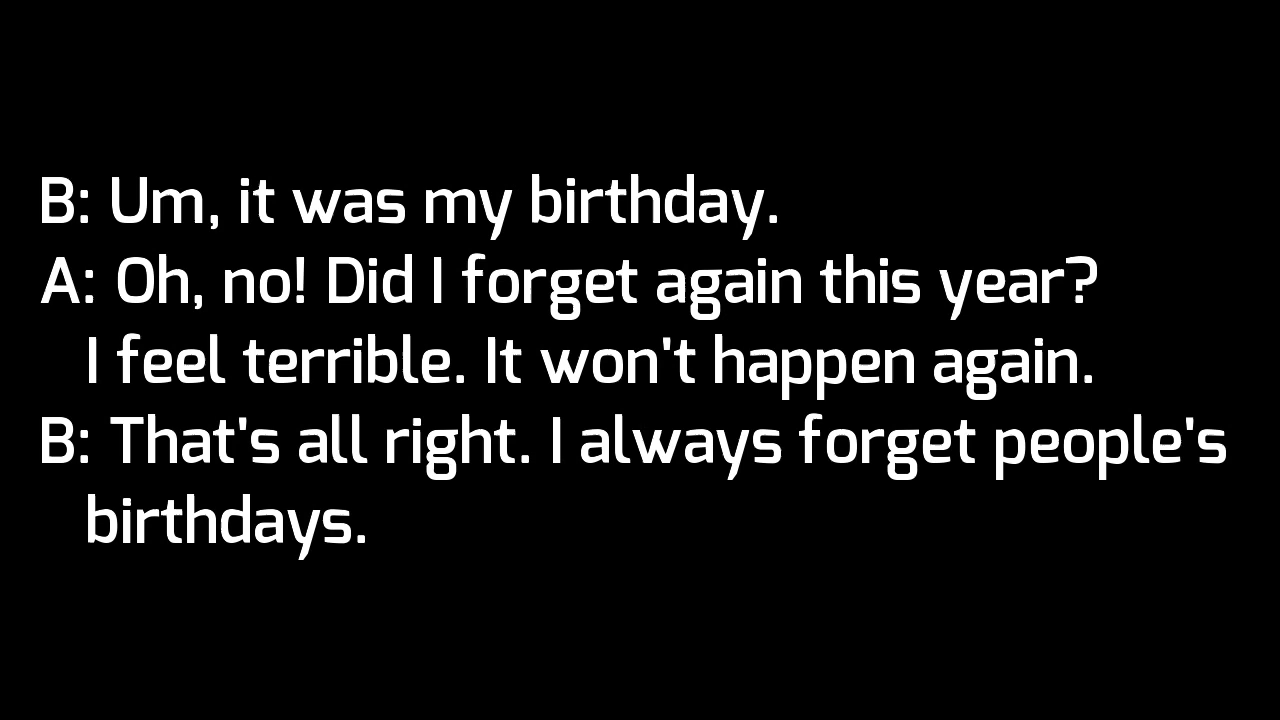 B: Um, it was my birthday.
A: Oh, no! Did I forget again this year?
I feel terrible. It won't happen again.
B: That's all right. I always forget people's
birthdays.